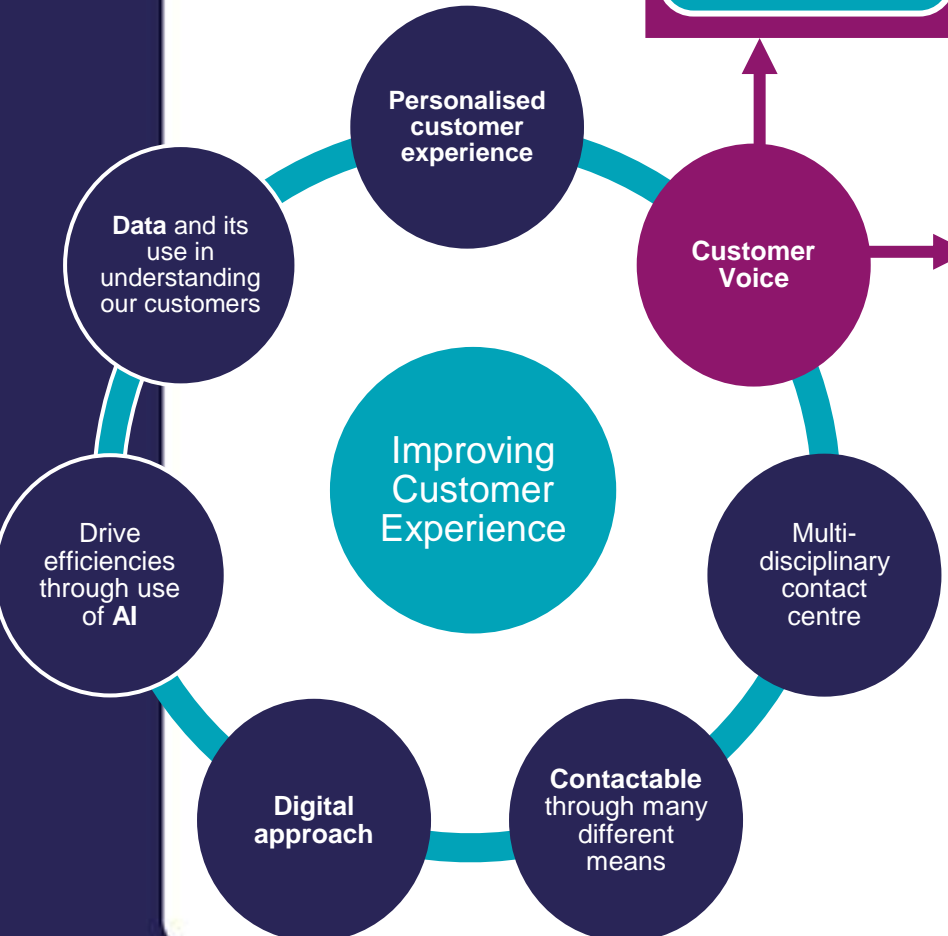 Personalised
customer
experience
Customer
Voice
Multi-
disciplinary
contact
centre
Contactable
through many
different
means
Digital
approach
Drive
efficiencies
through use
of AI
Data and its
use in
understanding
our customers
Improving
Customer
Experience